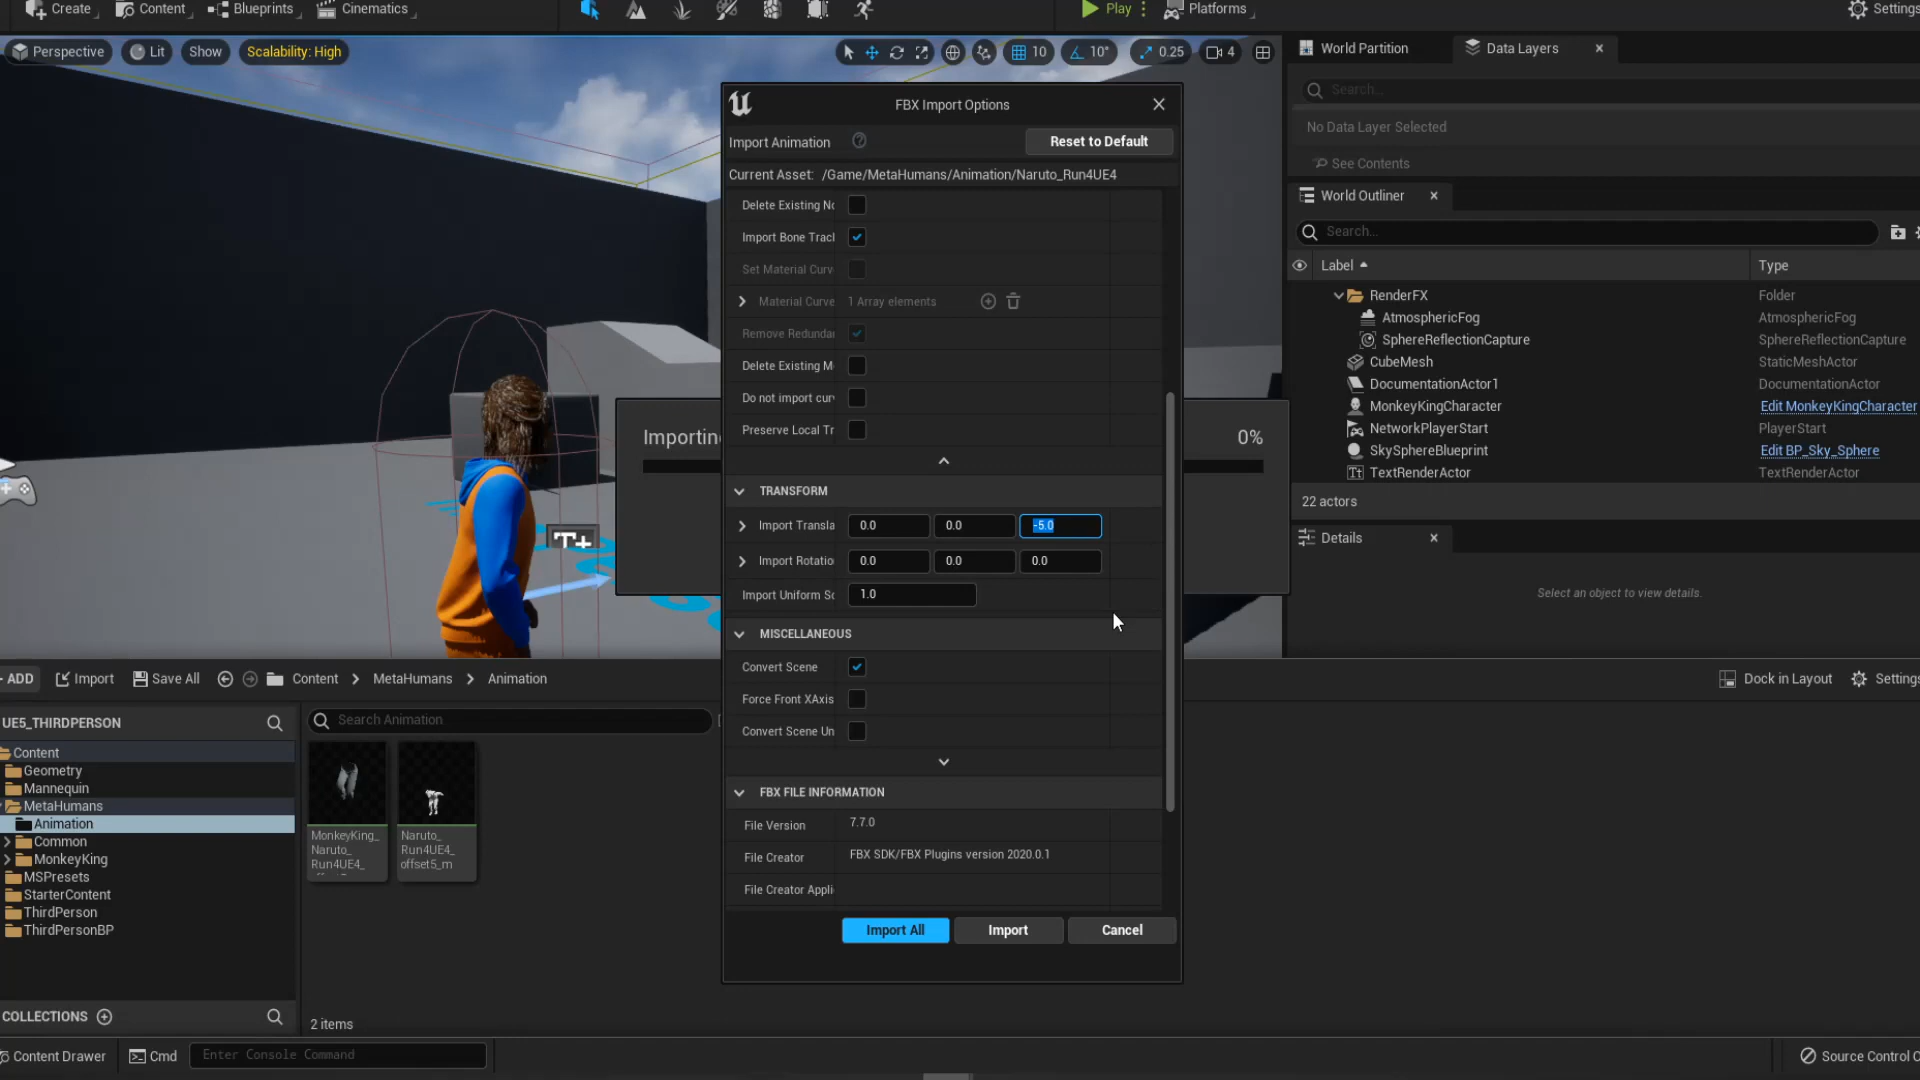 Create
Content
Blueprints
Cinematics
Play
Platforms
Settings
Perspective
Lit
Show
Scalability: High
10
10°
0.25
4
World Partition
Data Layers
Search...
No Data Layer Selected
See Contents
World Outliner
Search...
Label
Type
RenderFX
Folder
AtmosphericFog
AtmosphericFog
SphereReflectionCapture
SphereReflectionCapture
CubeMesh
StaticMeshActor
DocumentationActor1
DocumentationActor
MonkeyKingCharacter
Edit MonkeyKingCharacter
NetworkPlayerStart
PlayerStart
SkySphereBlueprint
Edit BP_Sky_Sphere
TextRenderActor
TextRenderActor
22 actors
Details
Select an object to view details.
FBX Import Options
Import Animation
Reset to Default
Current Asset: /Game/MetaHumans/Animation/Naruto_Run4UE4
Delete Existing No
Import Bone Track
Set Material Curv
Material Curve
1 Array elements
Remove Redunda
Delete Existing M
Do not import cur
Preserve Local Tr
Importing
0%
TRANSFORM
Import Transla
0.0
0.0
-5.0
Import Rotatio
0.0
0.0
0.0
Import Uniform Sc
1.0
MISCELLANEOUS
Convert Scene
Force Front XAxis
Convert Scene Un
FBX FILE INFORMATION
File Version
7.7.0
File Creator
FBX SDK/FBX Plugins version 2020.0.1
File Creator Appli
Import All
Import
Cancel
ADD
Import
Save All
Content
MetaHumans
Animation
Dock in Layout
Settings
UE5_THIRDPERSON
Search Animation
Content
Geometry
Mannequin
MetaHumans
Animation
Common
MonkeyKing
MSPresets
StarterContent
ThirdPerson
ThirdPersonBP
MonkeyKing_
Naruto_
Run4UE4_
Naruto_
Run4UE4_
offset5_m
COLLECTIONS
2 items
Content Drawer
Cmd
Enter Console Command
Source Control O